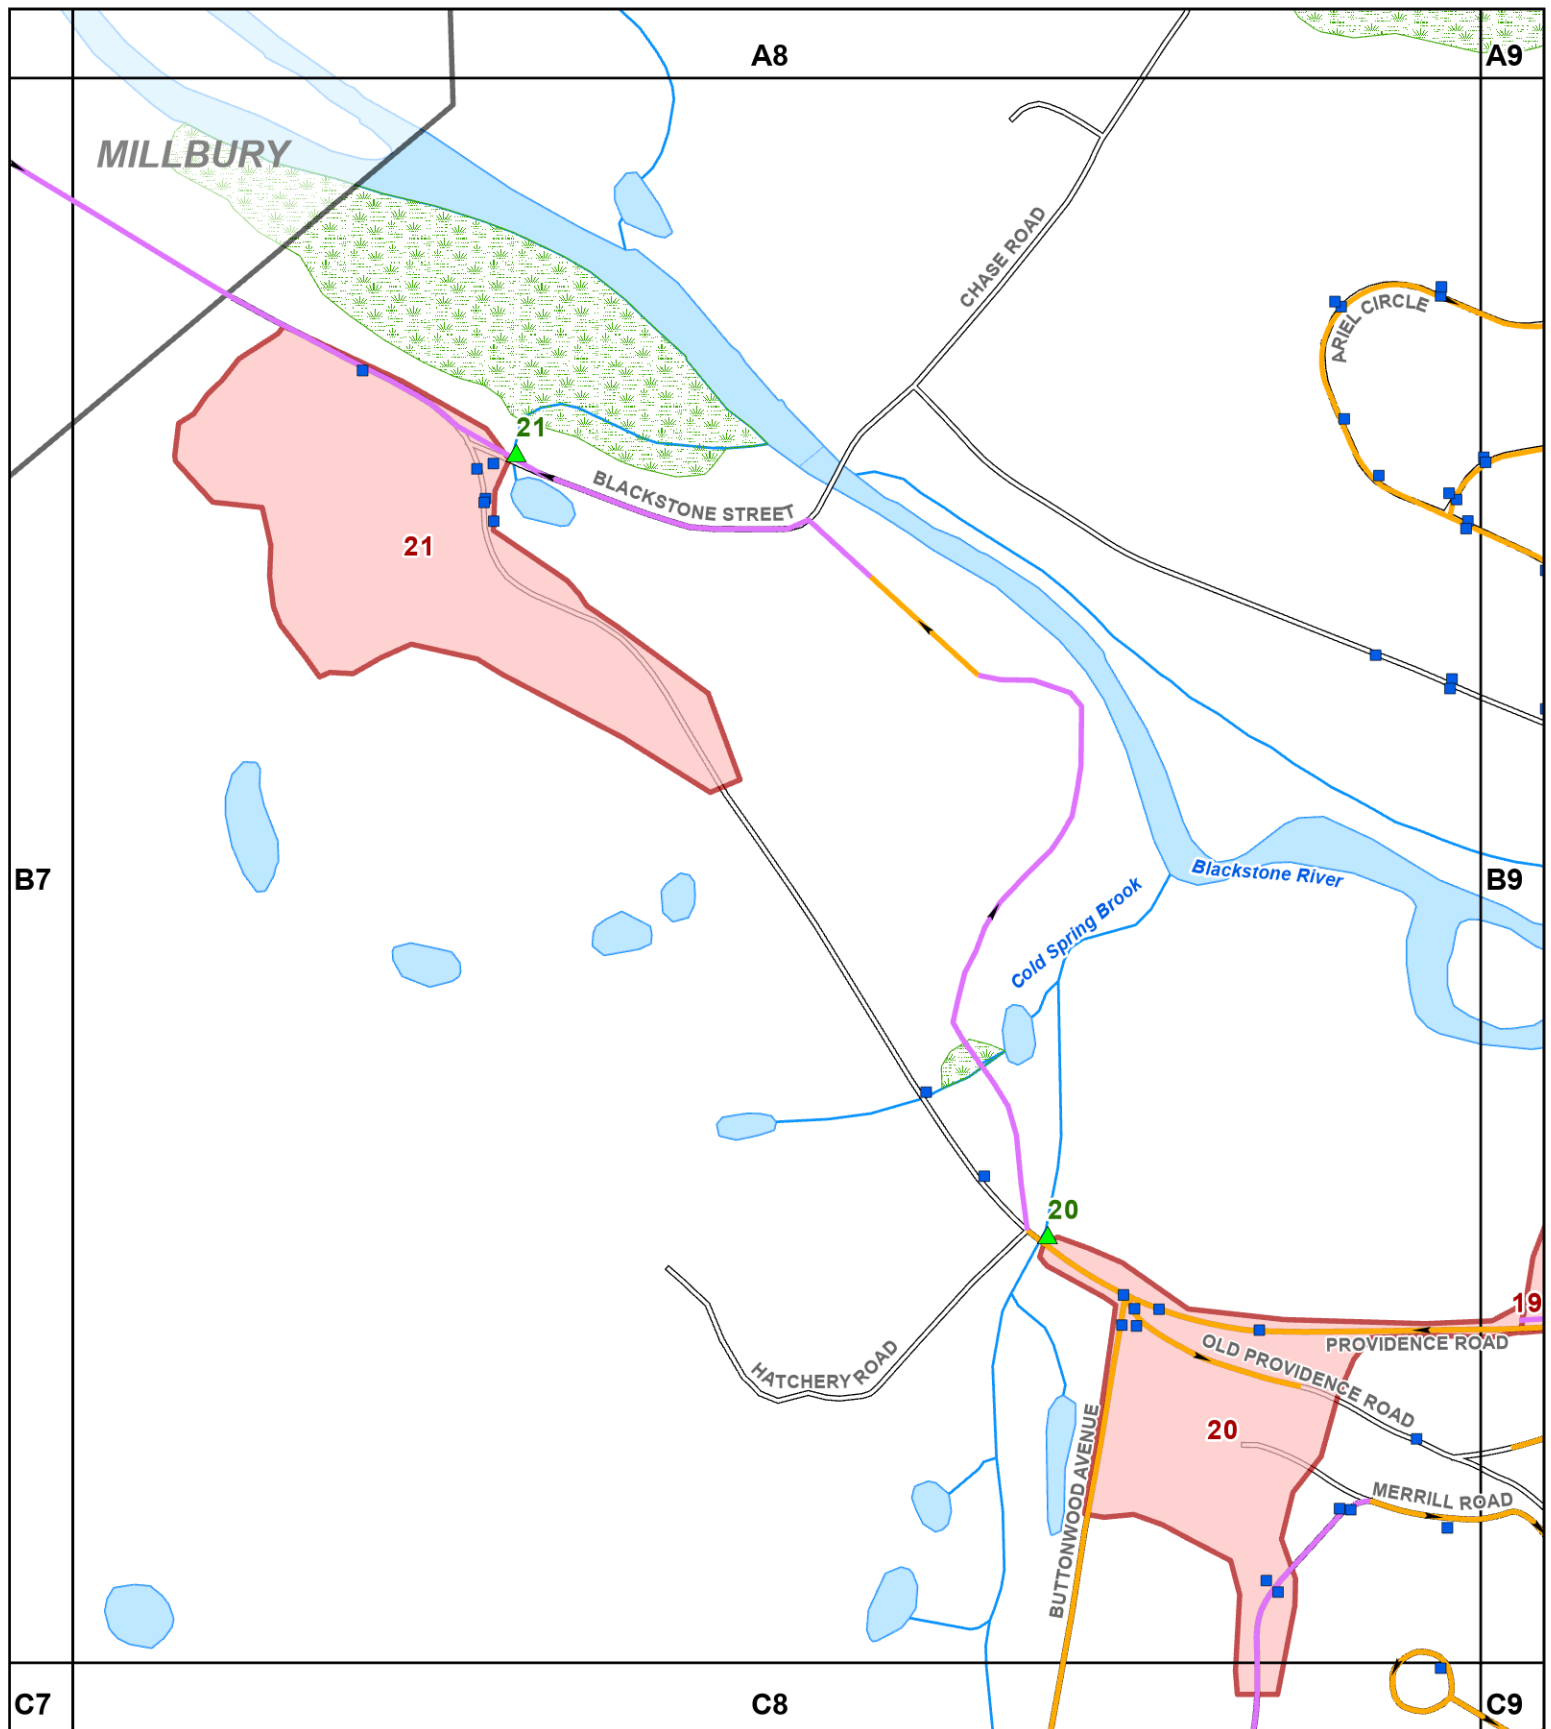 A8
A9
MILLBURY
CHASE ROAD
ARIEL CIRCLE
21
BLACKSTONE STREET
21
B7
Blackstone River
B9
Cold Spring Brook
20
19
PROVIDENCE ROAD
OLD PROVIDENCE ROAD
HATCHERY ROAD
20
BUTTONWOOD AVENUE
MERRILL ROAD
C7
C8
C9